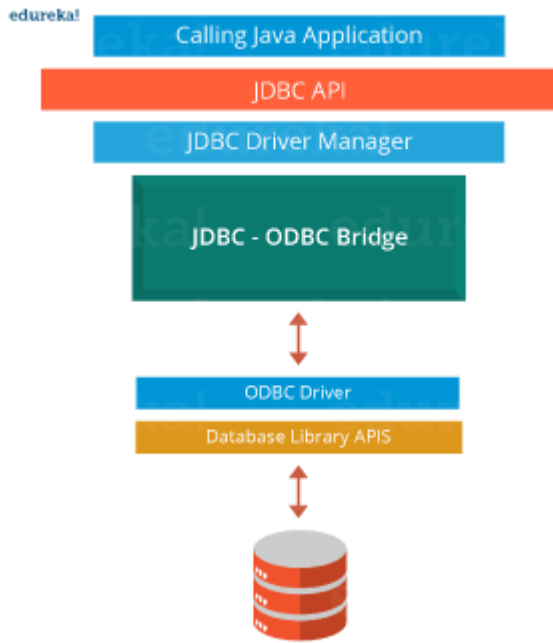 edureka!
Calling Java Application
JDBC API
JDBC Driver Manager
JDBC - ODBC Bridge
ODBC Driver
Database Library APIS